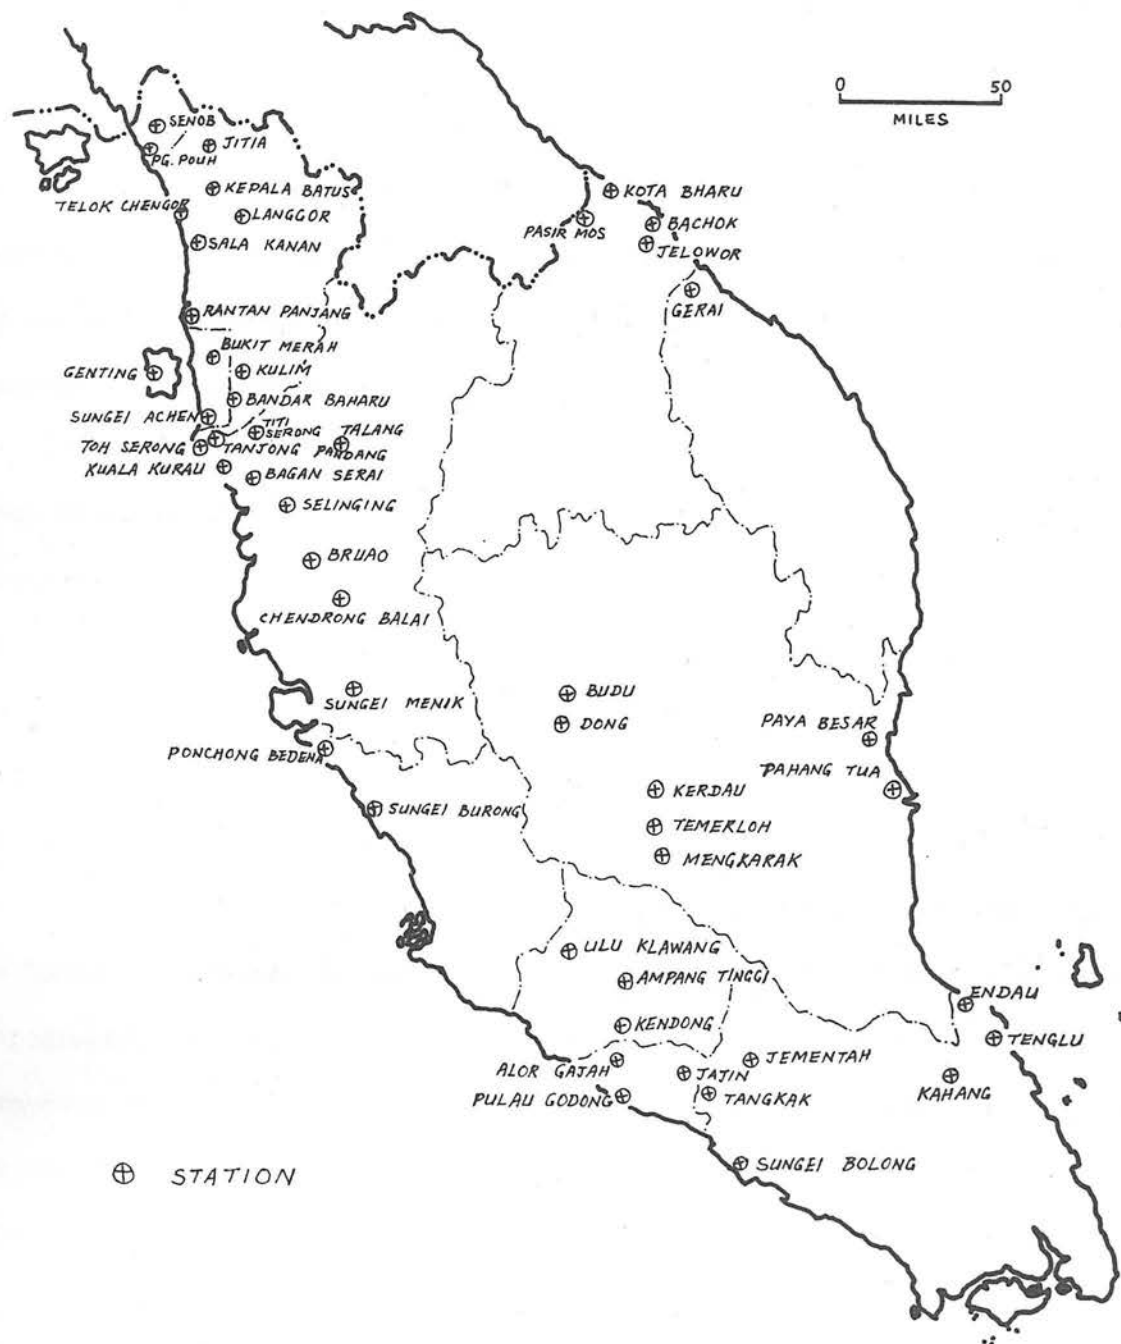 0 50
MILES
SENOB
PG. POUH
JITIA
KEPALA BATUS
TELOK CHENGOR
LANGGOR
SALA KANAN
KOTA BHARU
PASIR MOS
BACHOK
JELOWOR
GERAI
RANTAN PANJANG
BUKIT MERAH
GENTING
KULIM
BANDAR BAHARU
SUNGEI ACHEN
TITI
SERONG
TALANG
PANDANG
TOH SERONG
TANJONG
KUALA KURAU
BAGAN SERAI
SELINGING
BRUAO
CHENDRONG BALAI
SUNGEI MENIK
BUDU
DONG
PAYA BESAR
PONCHONG BEDENA
PAHANG TUA
KERDAU
SUNGEI BURONG
TEMERLOH
MENGKARAK
ULU KLAWANG
AMPANG TINGGI
ENDAU
KENDONG
TENGLU
ALOR GAJAH
JEMENTAH
JAJIN
KAHANG
PULAU GODONG
TANGKAK
SUNGEI BOLONG
STATION